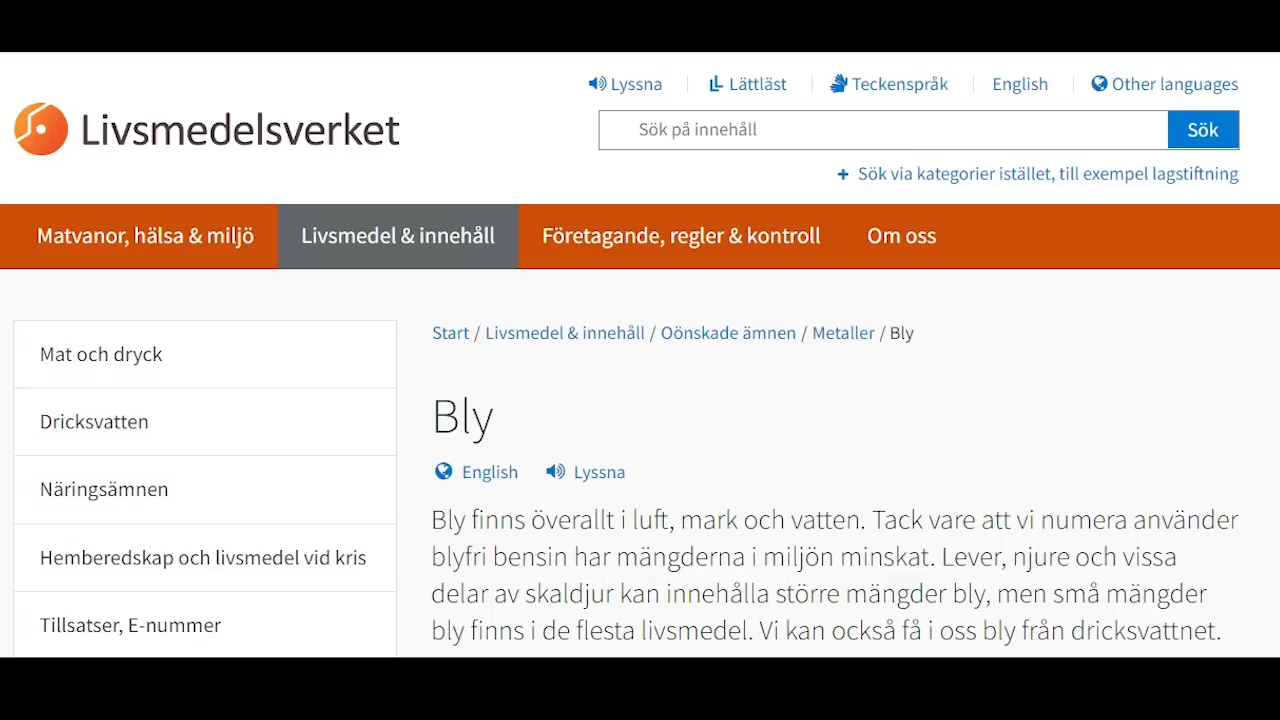 Lyssna
Lättläst
Teckenspråk
English
Other languages
Livsmedelsverket
Sök på innehåll
Sök
+ Sök via kategorier istället, till exempel lagstiftning
Matvanor, hälsa & miljö
Livsmedel & innehåll
Företagande, regler & kontroll
Om oss
Mat och dryck
Dricksvatten
Näringsämnen
Hemberedskap och livsmedel vid kris
Tillsatser, E-nummer
Start / Livsmedel & innehåll / Oönskade ämnen / Metaller / Bly
Bly
English
Lyssna
Bly finns överallt i luft, mark och vatten. Tack vare att vi numera använder
blyfri bensin har mängderna i miljön minskat. Lever, njure och vissa
delar av skaldjur kan innehålla större mängder bly, men små mängder
bly finns i de flesta livsmedel. Vi kan också få i oss bly från dricksvattnet.